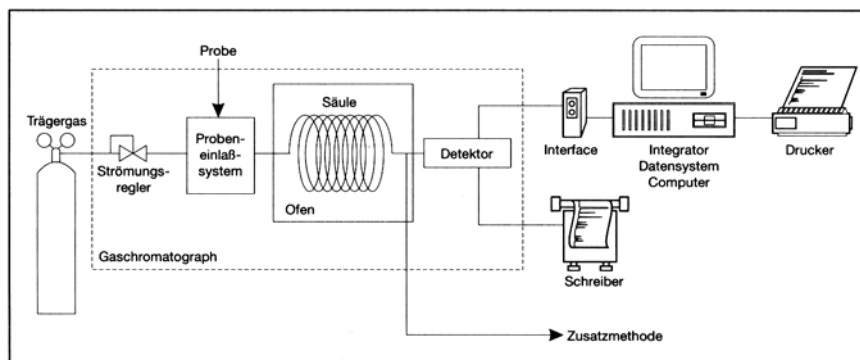 Probe
Trägergas
Strömungs-
regler
Proben-
einlaß-
system
Säule
Ofen
Detektor
Gaschromatograph
Interface
Integrator
Datensystem
Computer
Drucker
Schreiber
Zusatzmethode